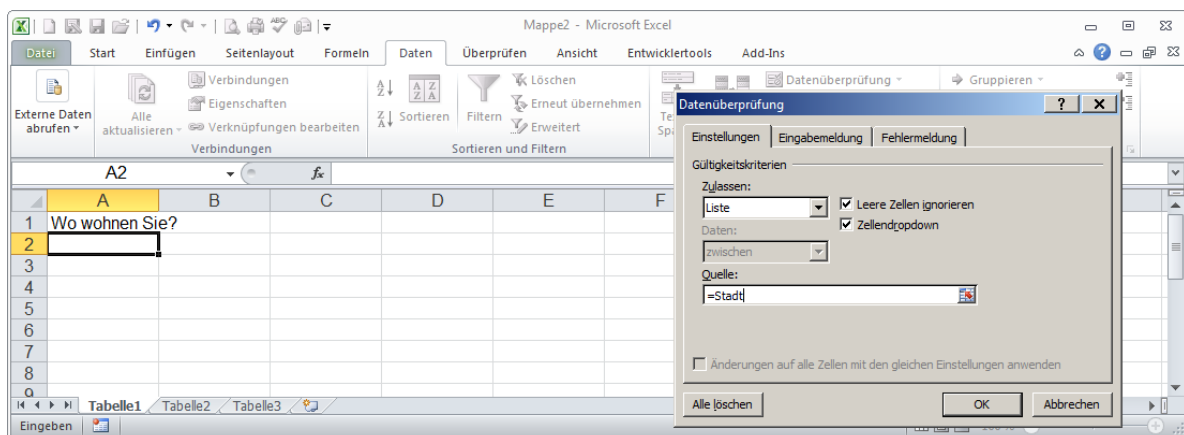 Mappe2 - Microsoft Excel
Datei Start Einfügen Seitenlayout Formeln Daten Überprüfen Ansicht Entwicklertools Add-Ins
Externe Daten abrufen
Alle aktualisieren
Verbindungen
Eigenschaften
Verknüpfungen bearbeiten
Verbindungen
Sortieren
Filtern
Löschen
Erneut übernehmen
Erweitert
Sortieren und Filtern
Datenüberprüfung
Gruppieren
A2 fx
A B C D E F
1 Wo wohnen Sie?
2
3
4
5
6
7
8
9
Tabelle1 Tabelle2 Tabelle3
Eingeben
Datenüberprüfung ? X
Einstellungen Eingabemeldung Fehlermeldung
Gültigkeitskriterien
Zulassen:
Liste
Leere Zellen ignorieren
Zellendropdown
Daten:
zwischen
Quelle:
=Stadt
Änderungen auf alle Zellen mit den gleichen Einstellungen anwenden
Alle löschen OK Abbrechen